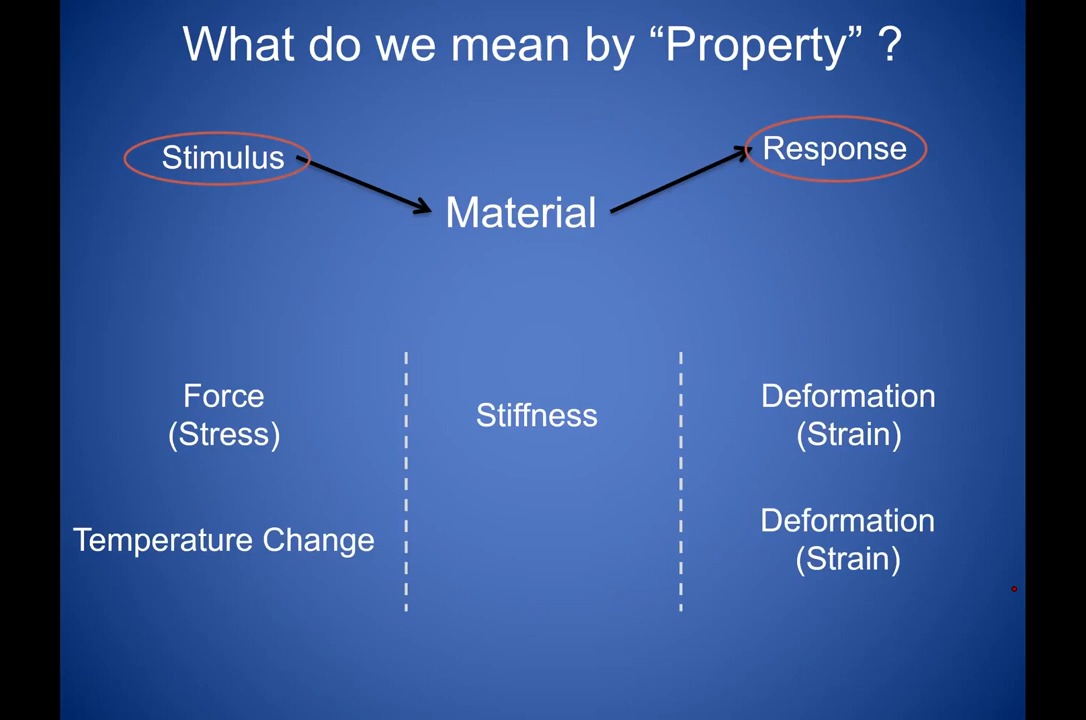 What do we mean by “Property” ?
Stimulus
Response
Material
Force
(Stress)
Stiffness
Deformation
(Strain)
Temperature Change
Deformation
(Strain)